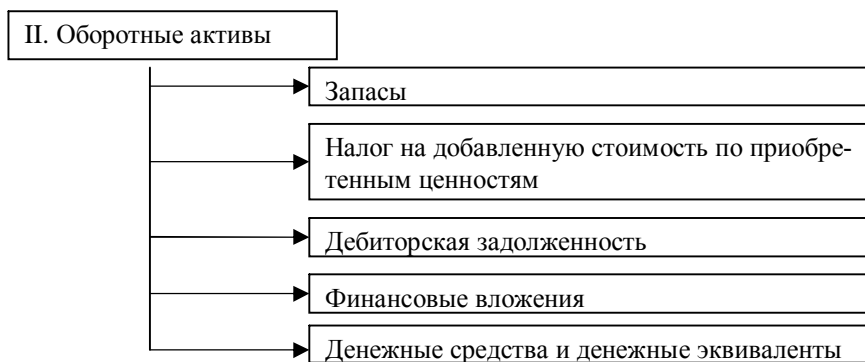 II. Оборотные активы
Запасы
Налог на добавленную стоимость по приобре-
тенным ценностям
Дебиторская задолженность
Финансовые вложения
Денежные средства и денежные эквиваленты